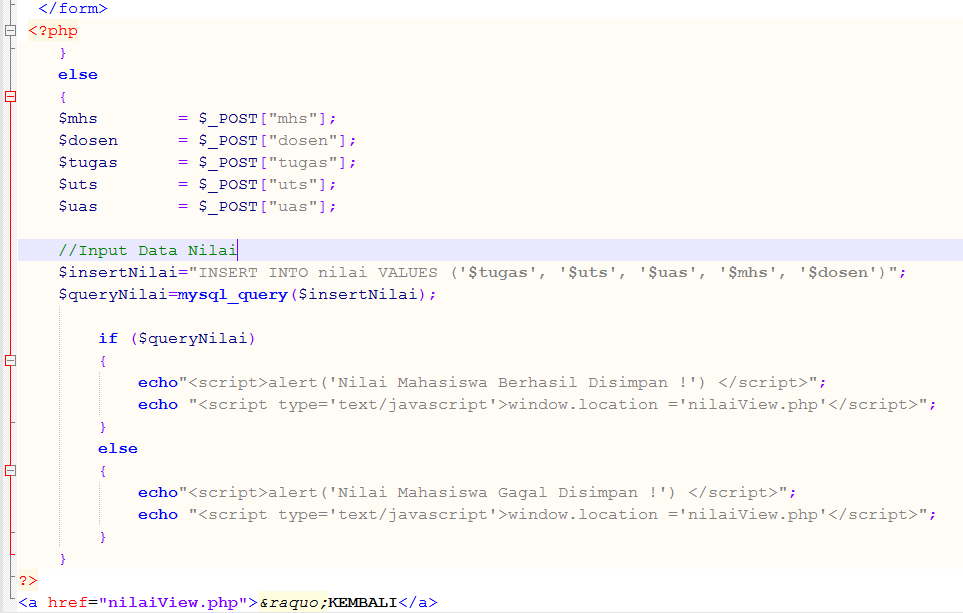 </form>
<?php
}
else
{
$mhs = $_POST["mhs"];
$dosen = $_POST["dosen"];
$tugas = $_POST["tugas"];
$uts = $_POST["uts"];
$uas = $_POST["uas"];
//Input Data Nilai
$insertNilai="INSERT INTO nilai VALUES ('$tugas', '$uts', '$uas', '$mhs', '$dosen')";
$queryNilai=mysql_query($insertNilai);
if ($queryNilai)
{
echo"<script>alert('Nilai Mahasiswa Berhasil Disimpan !') </script>";
echo "<script type='text/javascript'>window.location ='nilaiView.php'</script>";
}
else
{
echo"<script>alert('Nilai Mahasiswa Gagal Disimpan !') </script>";
echo "<script type='text/javascript'>window.location ='nilaiView.php'</script>";
}
}
?>
<a href="nilaiView.php">&raquo;KEMBALI</a>